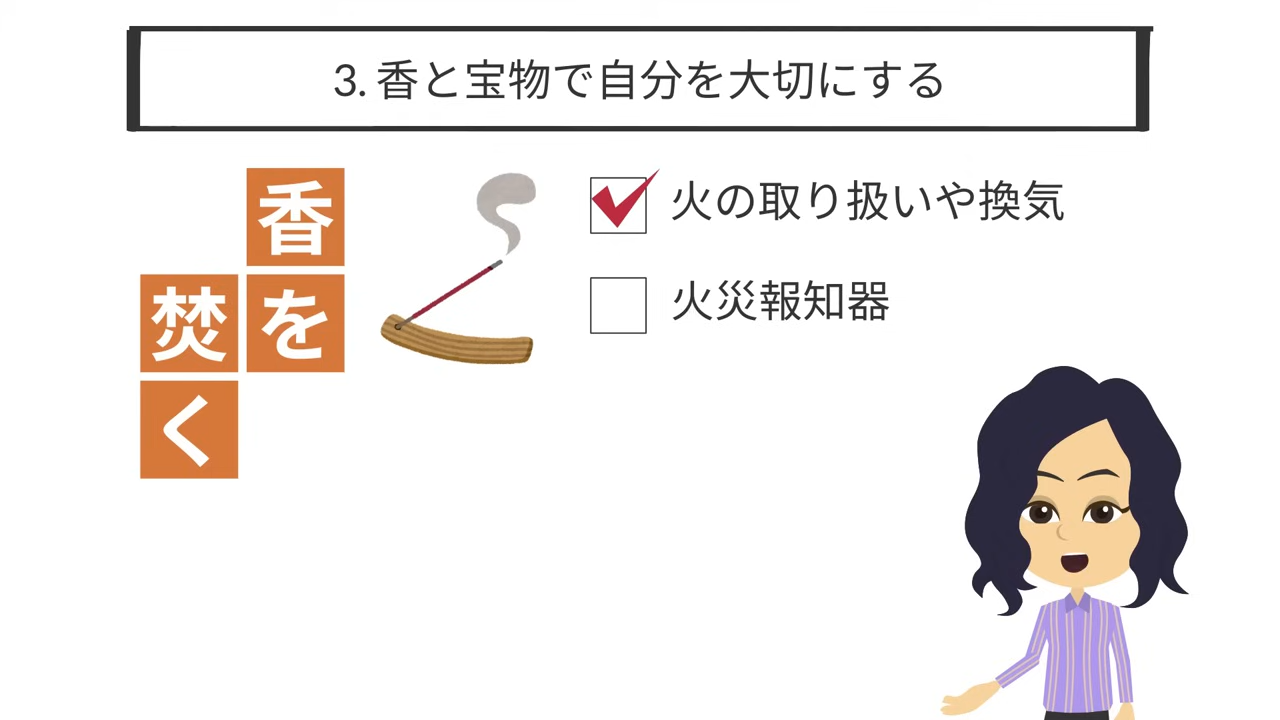 3. 香と宝物で自分を大切にする
香を
焚く
火の取り扱いや換気
火災報知器